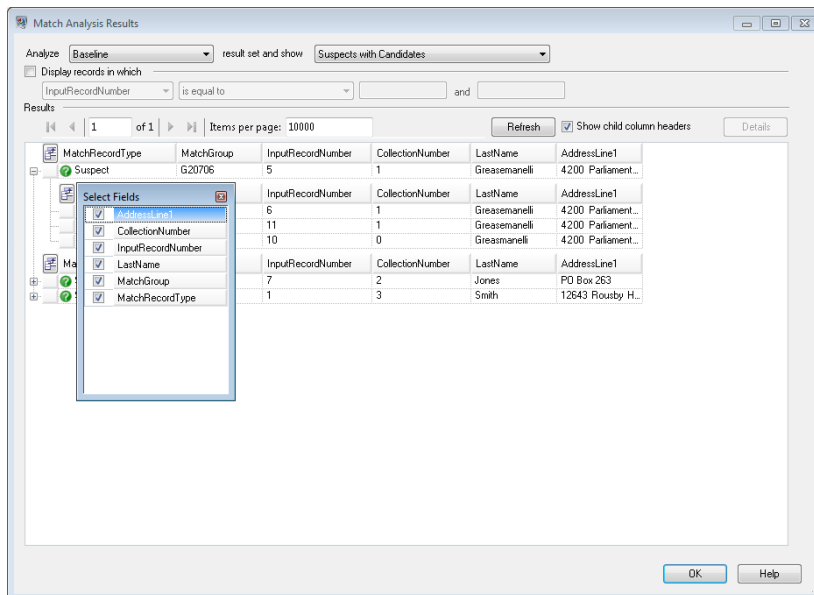 Match Analysis Results
Analyze Baseline result set and show Suspects with Candidates
Display records in which
InputRecordNumber is equal to and
Results
1 of 1 Items per page: 10000 Refresh Show child column headers Details
MatchRecordType MatchGroup InputRecordNumber CollectionNumber LastName AddressLine1
Suspect G20706 5 1 Greasemanelli 4200 Parliament...
InputRecordNumber CollectionNumber LastName AddressLine1
6 1 Greasemanelli 4200 Parliament...
11 1 Greasemanelli 4200 Parliament...
10 0 Greasmanelli 4200 Parliament...
Ma InputRecordNumber CollectionNumber LastName AddressLine1
7 2 Jones PO Box 263
1 3 Smith 12643 Rousby H...
Select Fields
AddressLine1
CollectionNumber
InputRecordNumber
LastName
MatchGroup
MatchRecordType
OK Help